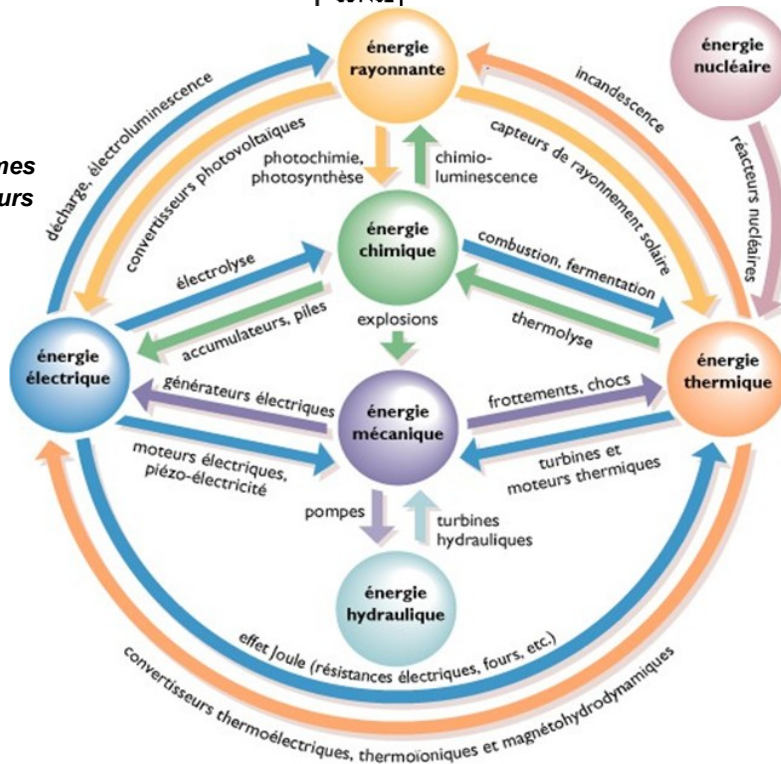 énergie
rayonnante
énergie
nucléaire
décharge, électroluminescence
convertisseurs photovoltaïques
photochimie,
photosynthèse
chimio-
luminescence
capteurs de rayonnement solaire
incandescence
réacteurs nucléaires
énergie
chimique
électrolyse
accumulateurs, piles
combustion, fermentation
thermolyse
explosions
énergie
électrique
énergie
thermique
générateurs électriques
moteurs électriques,
piézo-électricité
énergie
mécanique
frottements, chocs
turbines et
moteurs thermiques
pompes
turbines
hydrauliques
énergie
hydraulique
effet Joule (résistances électriques, fours, etc.)
convertisseurs thermoélectriques, thermoïoniques et magnétohydrodynamiques